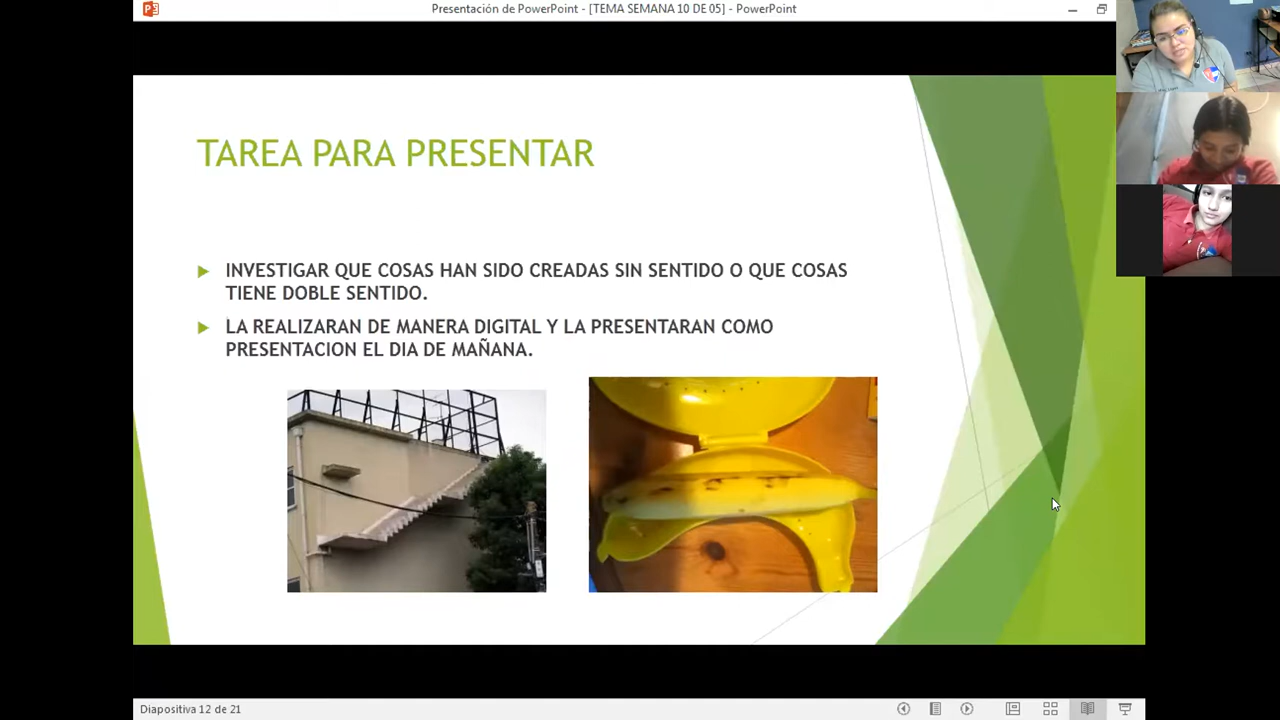 Presentación de PowerPoint - [TEMA SEMANA 10 DE 05] - PowerPoint
TAREA PARA PRESENTAR
INVESTIGAR QUE COSAS HAN SIDO CREADAS SIN SENTIDO O QUE COSAS
TIENE DOBLE SENTIDO.
LA REALIZARAN DE MANERA DIGITAL Y LA PRESENTARAN COMO
PRESENTACION EL DIA DE MAÑANA.
Diapositiva 12 de 21